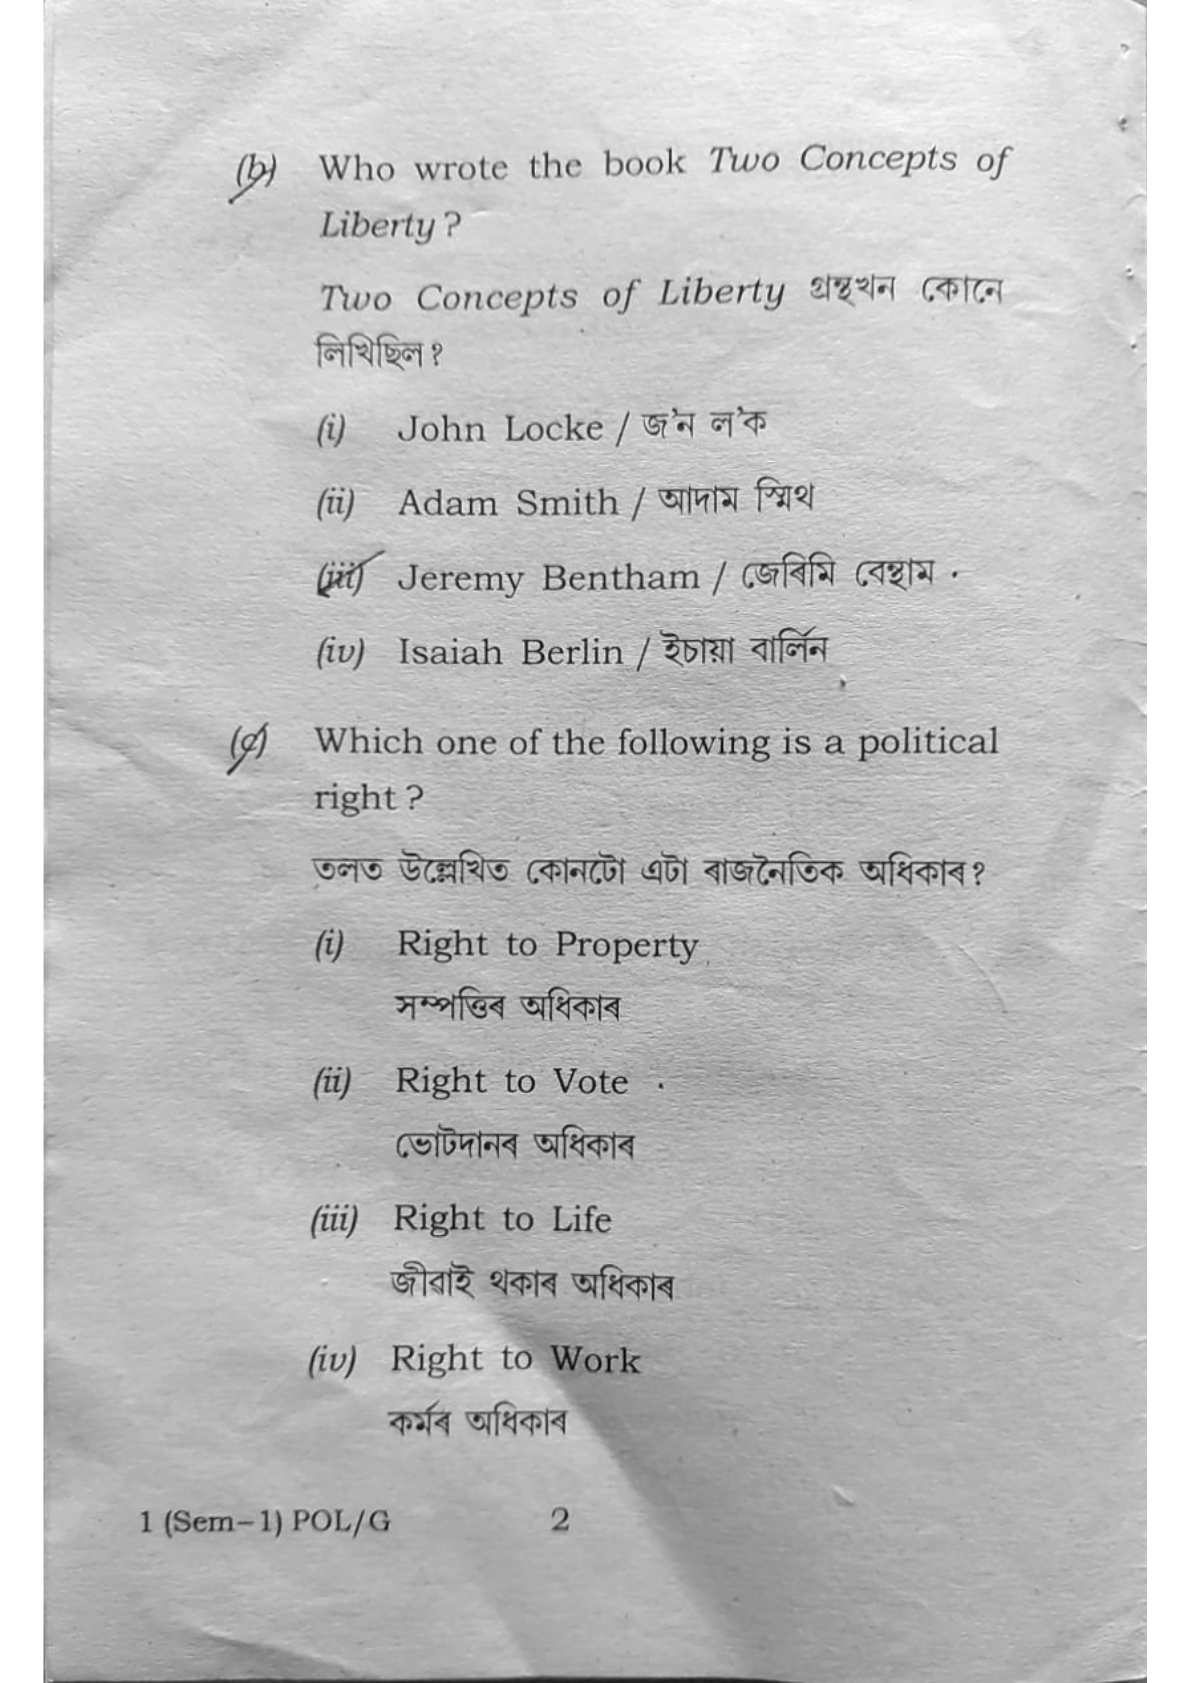 (b) Who wrote the book Two Concepts of
Liberty ?
Two Concepts of Liberty গ্ৰন্থখন কোনে
লিখিছিল ?
(i) John Locke / জ'ন ল'ক
(ii) Adam Smith / আদাম স্মিথ
(iii) Jeremy Bentham / জেৰিমি বেন্থাম
(iv) Isaiah Berlin / ইচায়া বাৰ্লিন
(c) Which one of the following is a political
right ?
তলত উল্লেখিত কোনটো এটা ৰাজনৈতিক অধিকাৰ ?
(i) Right to Property
সম্পত্তিৰ অধিকাৰ
(ii) Right to Vote
ভোটদানৰ অধিকাৰ
(iii) Right to Life
জীৱাই থকাৰ অধিকাৰ
(iv) Right to Work
কৰ্মৰ অধিকাৰ
1 (Sem–1) POL/G 2